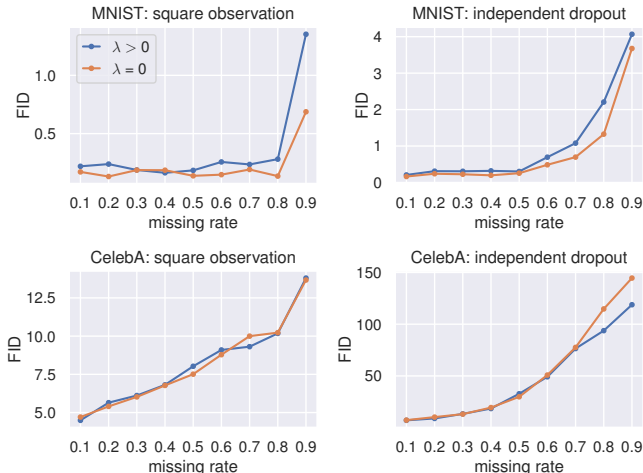 MNIST: square observation
λ > 0
λ = 0
FID
1.0
0.5
0.1 0.2 0.3 0.4 0.5 0.6 0.7 0.8 0.9
missing rate
MNIST: independent dropout
FID
4
3
2
1
0
0.1 0.2 0.3 0.4 0.5 0.6 0.7 0.8 0.9
missing rate
CelebA: square observation
FID
12.5
10.0
7.5
5.0
0.1 0.2 0.3 0.4 0.5 0.6 0.7 0.8 0.9
missing rate
CelebA: independent dropout
FID
150
100
50
0.1 0.2 0.3 0.4 0.5 0.6 0.7 0.8 0.9
missing rate